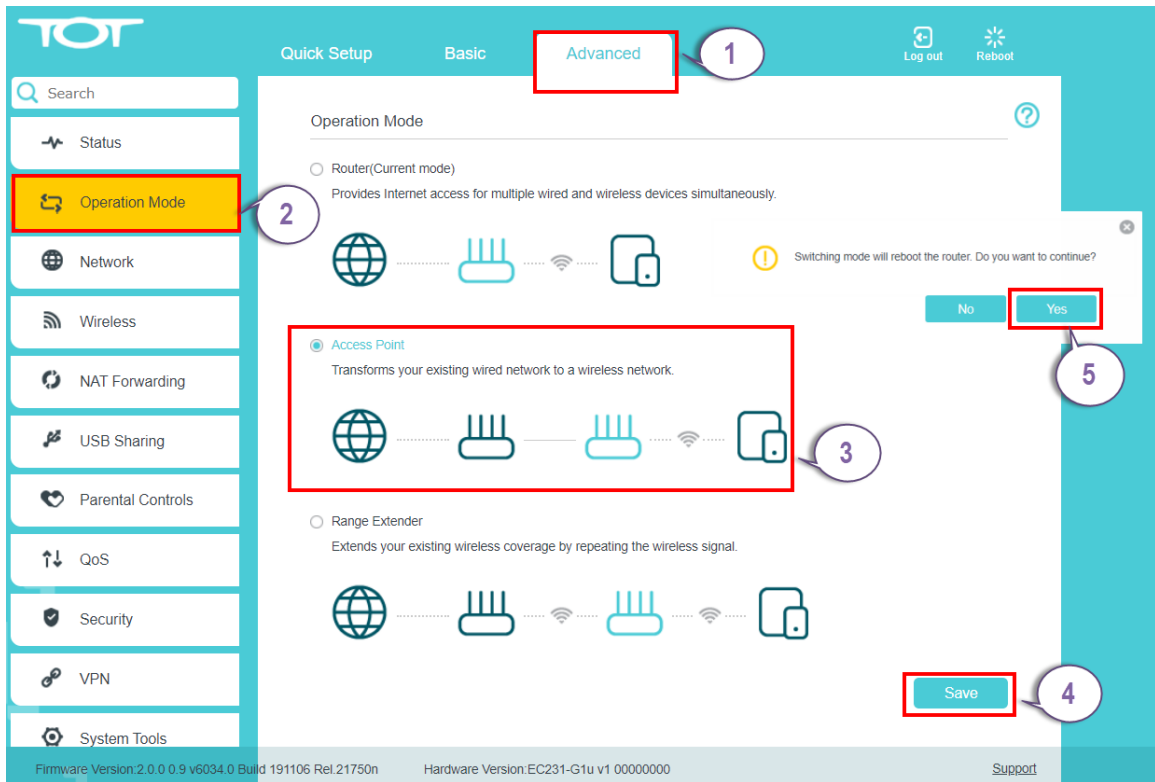 TOT
Quick Setup
Basic
Advanced
1
Log out
Reboot
Search
Status
Operation Mode
2
Network
Wireless
NAT Forwarding
USB Sharing
Parental Controls
QoS
Security
VPN
System Tools
Operation Mode
?
Router(Current mode)
Provides Internet access for multiple wired and wireless devices simultaneously.
Switching mode will reboot the router. Do you want to continue?
No
Yes
5
Access Point
Transforms your existing wired network to a wireless network.
3
Range Extender
Extends your existing wireless coverage by repeating the wireless signal.
Save
4
Firmware Version:2.0.0 0.9 v6034.0 Build 191106 Rel.21750n
Hardware Version:EC231-G1u v1 00000000
Support